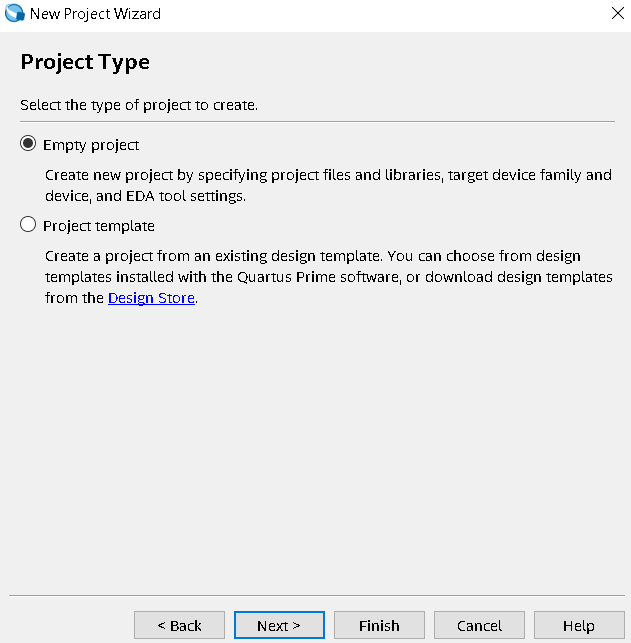 New Project Wizard
Project Type
Select the type of project to create.
Empty project
Create new project by specifying project files and libraries, target device family and
device, and EDA tool settings.
Project template
Create a project from an existing design template. You can choose from design
templates installed with the Quartus Prime software, or download design templates
from the Design Store.
< Back Next > Finish Cancel Help